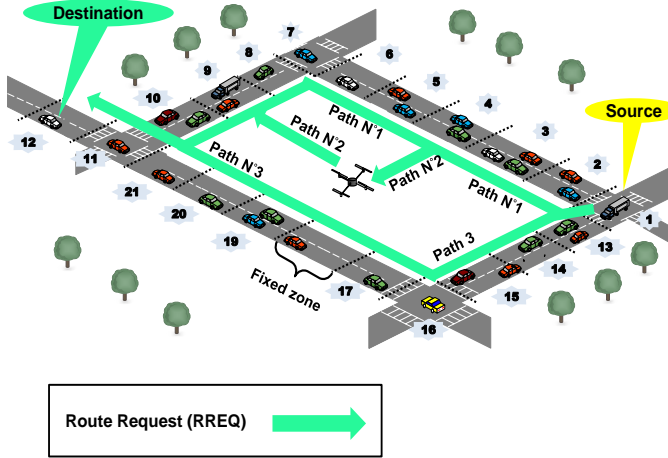 Destination
7
8
6
9
5
10
4
Source
3
12
11
2
1
21
20
19
13
14
15
17
16
Path N°1
Path N°2
Path N°2
Path N°1
Path N°3
Path 3
Fixed zone
Route Request (RREQ)